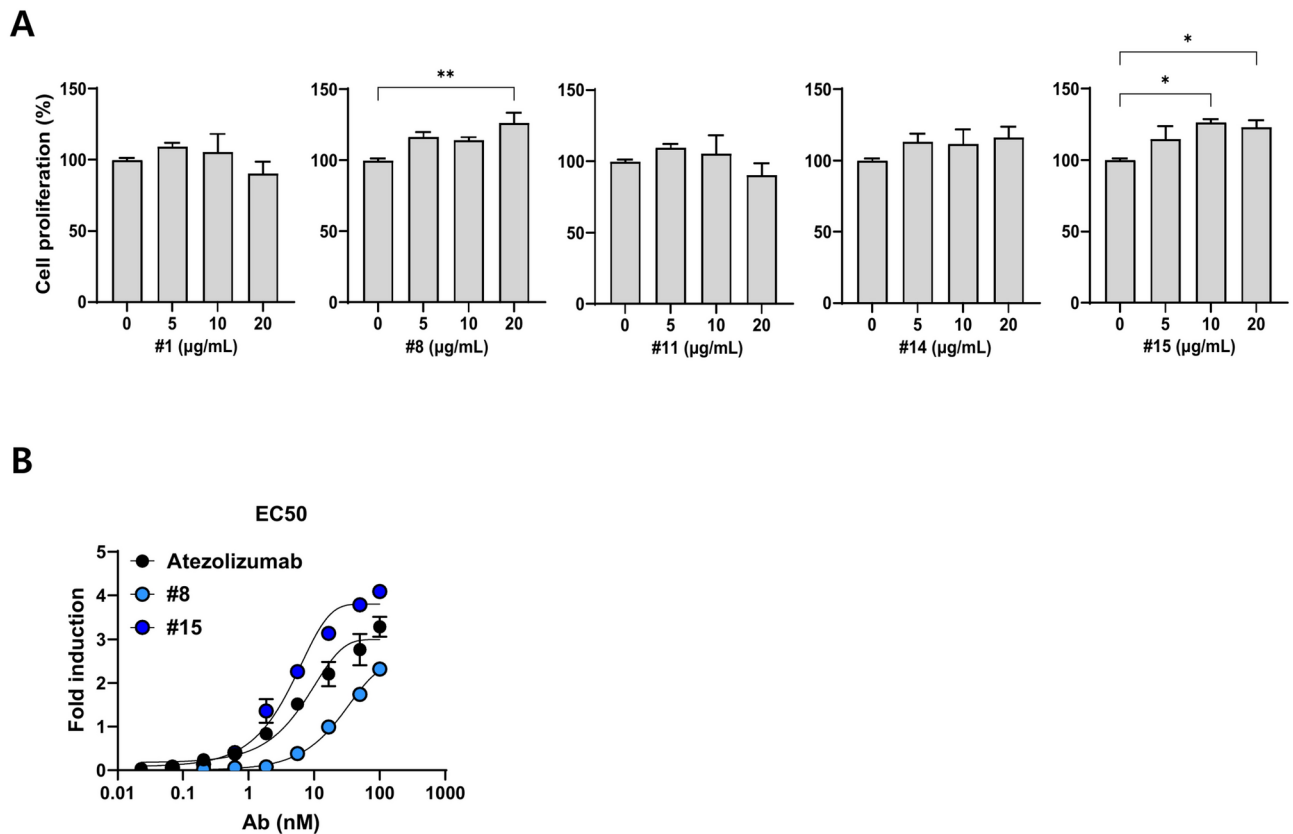 A
Cell proliferation (%)
150
100
50
0
0 5 10 20
#1 (µg/mL)
**
150
100
50
0
0 5 10 20
#8 (µg/mL)
150
100
50
0
0 5 10 20
#11 (µg/mL)
150
100
50
0
0 5 10 20
#14 (µg/mL)
*
*
150
100
50
0
0 5 10 20
#15 (µg/mL)
B
EC50
Fold induction
5
4
3
2
1
0
Atezolizumab
#8
#15
0.01 0.1 1 10 100 1000
Ab (nM)